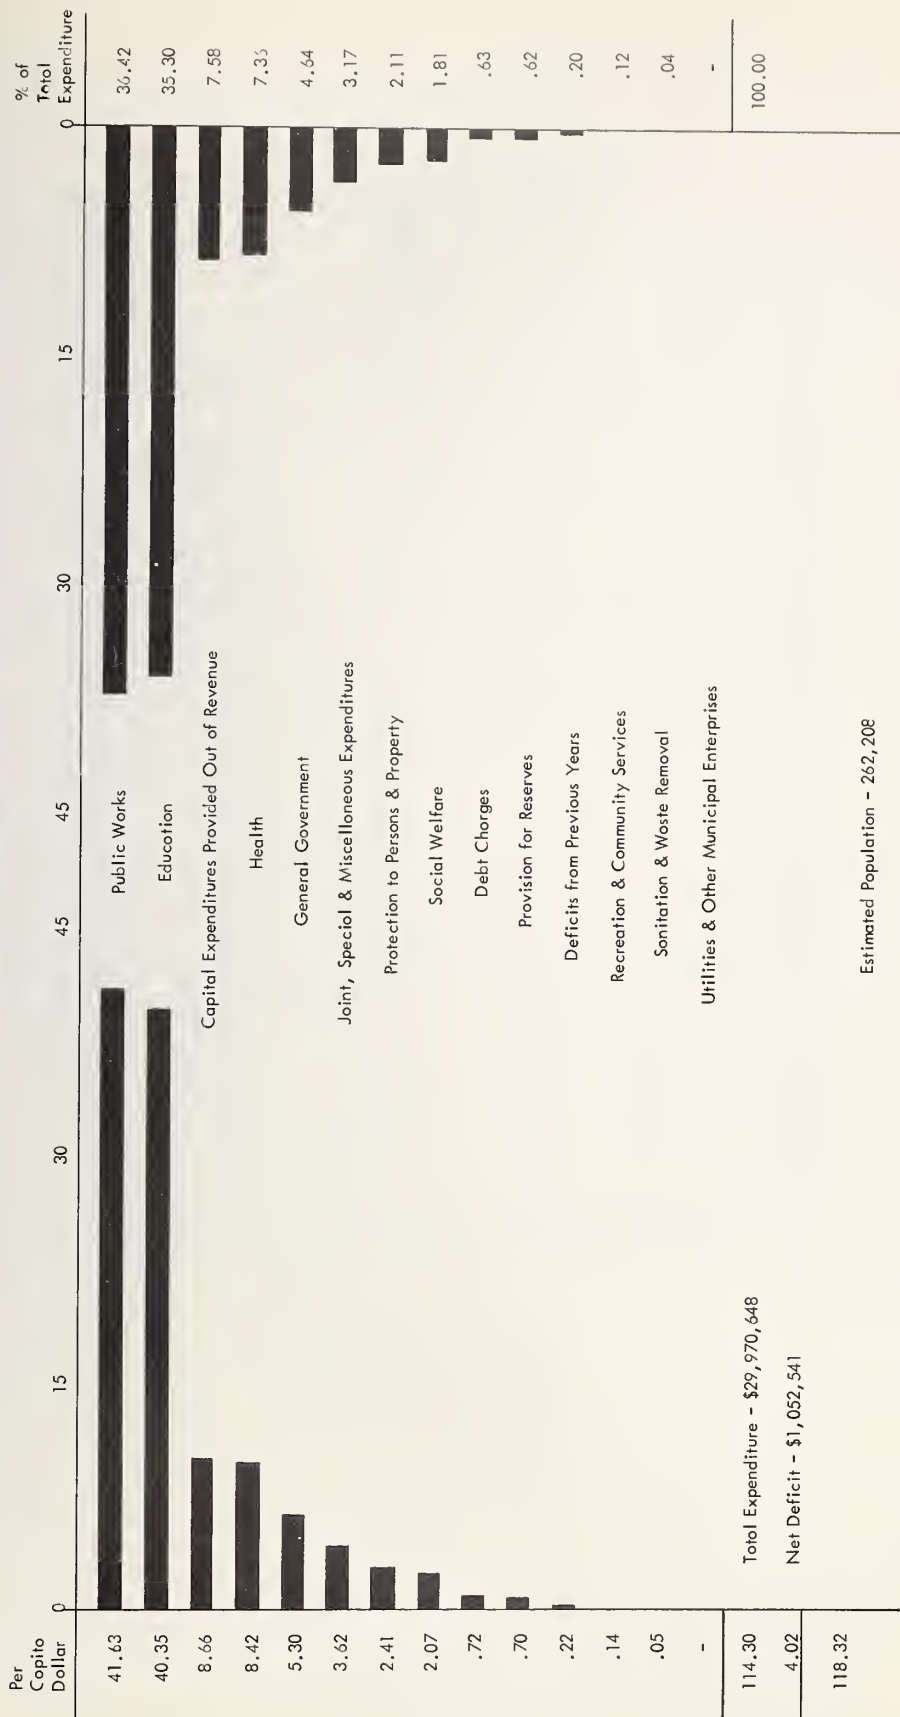 Per
Capita
Dollar
0 15 30 45 45 30 15 0
% of
Total
Expenditure
41.63 Public Works 36.42
40.35 Education 35.30
8.66 Capital Expenditures Provided Out of Revenue 7.58
8.42 Health 7.36
5.30 General Government 4.64
3.62 Joint, Special & Miscellaneous Expenditures 3.17
2.41 Protection to Persons & Property 2.11
2.07 Social Welfare 1.81
.72 Debt Charges .63
.70 Provision for Reserves .62
.22 Deficits from Previous Years .20
.14 Recreation & Community Services .12
.05 Sanitation & Waste Removal .04
- Utilities & Other Municipal Enterprises -
114.30 Total Expenditure - $29,970,648 100.00
4.02 Net Deficit - $1,052,541
118.32 Estimated Population - 262,208